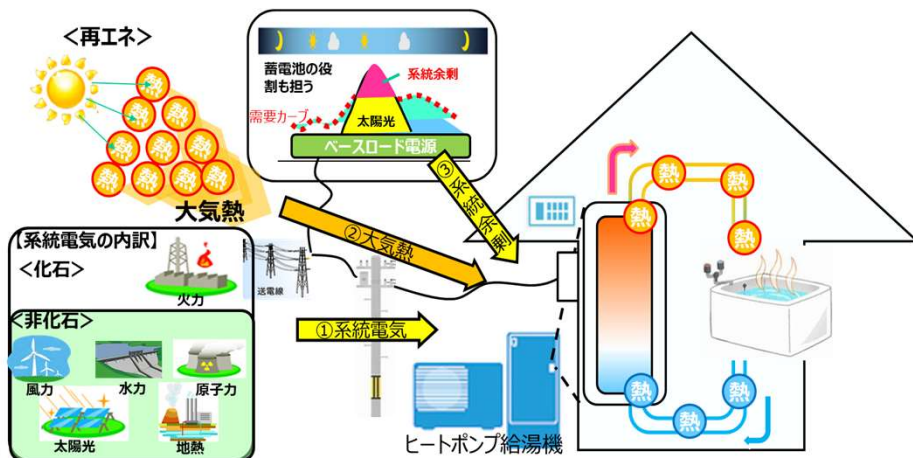 <再エネ>
熱
熱 熱
熱 熱 熱
熱 熱 熱 熱
大気熱
蓄電池の役
割も担う
系統余剰
需要カーブ
太陽光
ベースロード電源
③系統余剰
②大気熱
①系統電気
【系統電気の内訳】
<化石>
火力
送電線
<非化石>
風力
水力
原子力
太陽光
地熱
ヒートポンプ給湯機
熱
熱
熱
熱
熱
熱
熱
熱